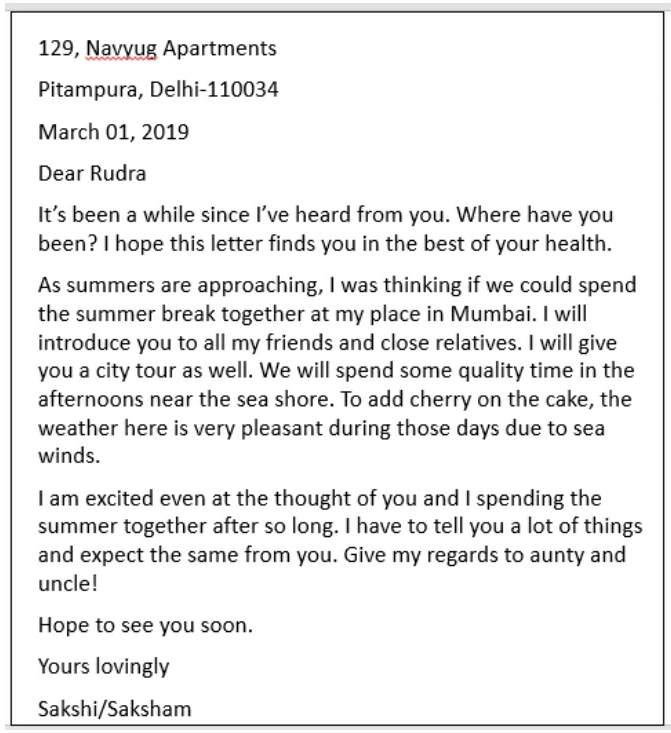 129, Navyug Apartments
Pitampura, Delhi-110034
March 01, 2019
Dear Rudra
It’s been a while since I’ve heard from you. Where have you
been? I hope this letter finds you in the best of your health.
As summers are approaching, I was thinking if we could spend
the summer break together at my place in Mumbai. I will
introduce you to all my friends and close relatives. I will give
you a city tour as well. We will spend some quality time in the
afternoons near the sea shore. To add cherry on the cake, the
weather here is very pleasant during those days due to sea
winds.
I am excited even at the thought of you and I spending the
summer together after so long. I have to tell you a lot of things
and expect the same from you. Give my regards to aunty and
uncle!
Hope to see you soon.
Yours lovingly
Sakshi/Saksham